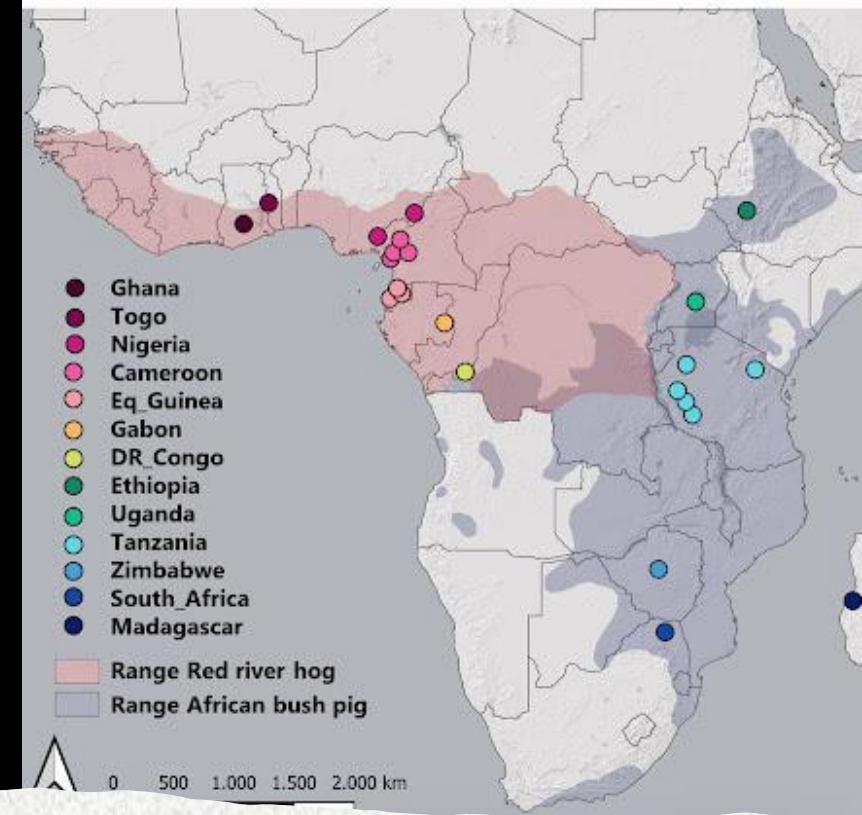 Ghana
Togo
Nigeria
Cameroon
Eq_Guinea
Gabon
DR_Congo
Ethiopia
Uganda
Tanzania
Zimbabwe
South_Africa
Madagascar
Range Red river hog
Range African bush pig
0 500 1.000 1.500 2.000 km